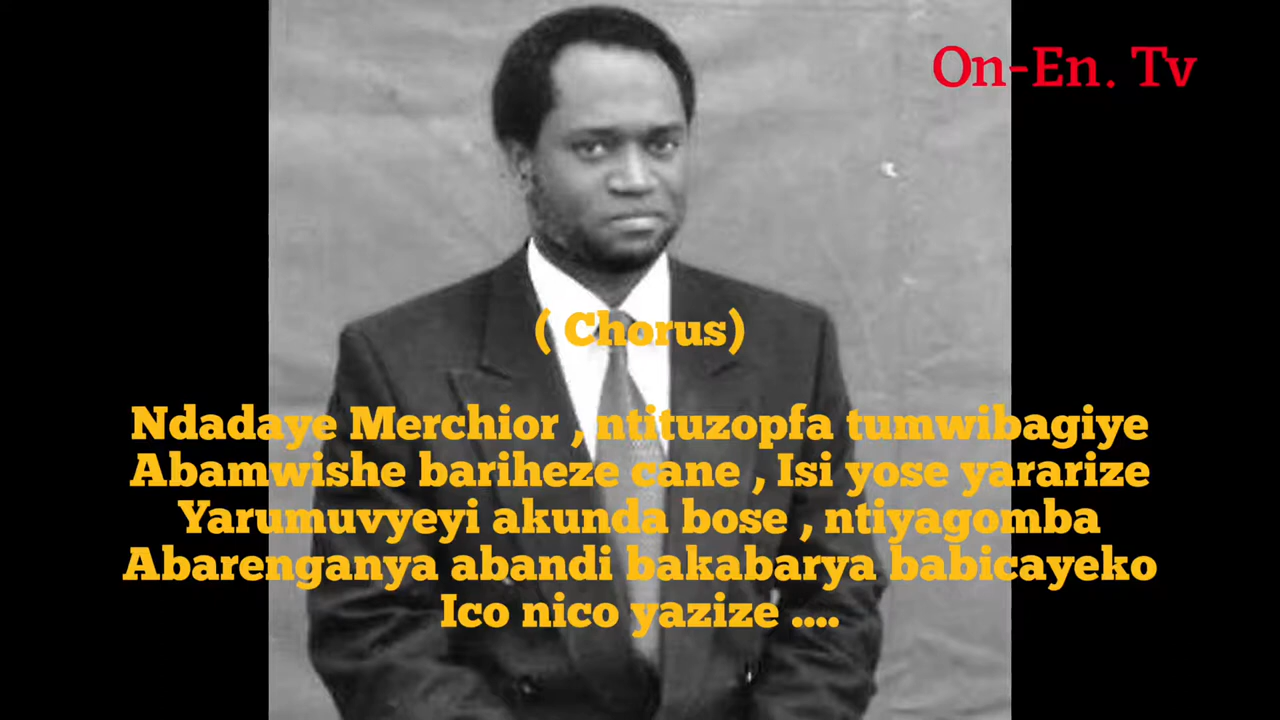 On-En. Tv
( Chorus)
Ndadaye Merchior , ntituzopfa tumwibagiye
Abamwishe bariheze cane , Isi yose yararize
Yarumuvyeyi akunda bose , ntiyagomba
Abarenganya abandi bakabarya babicayeko
Ico nico yazize ....